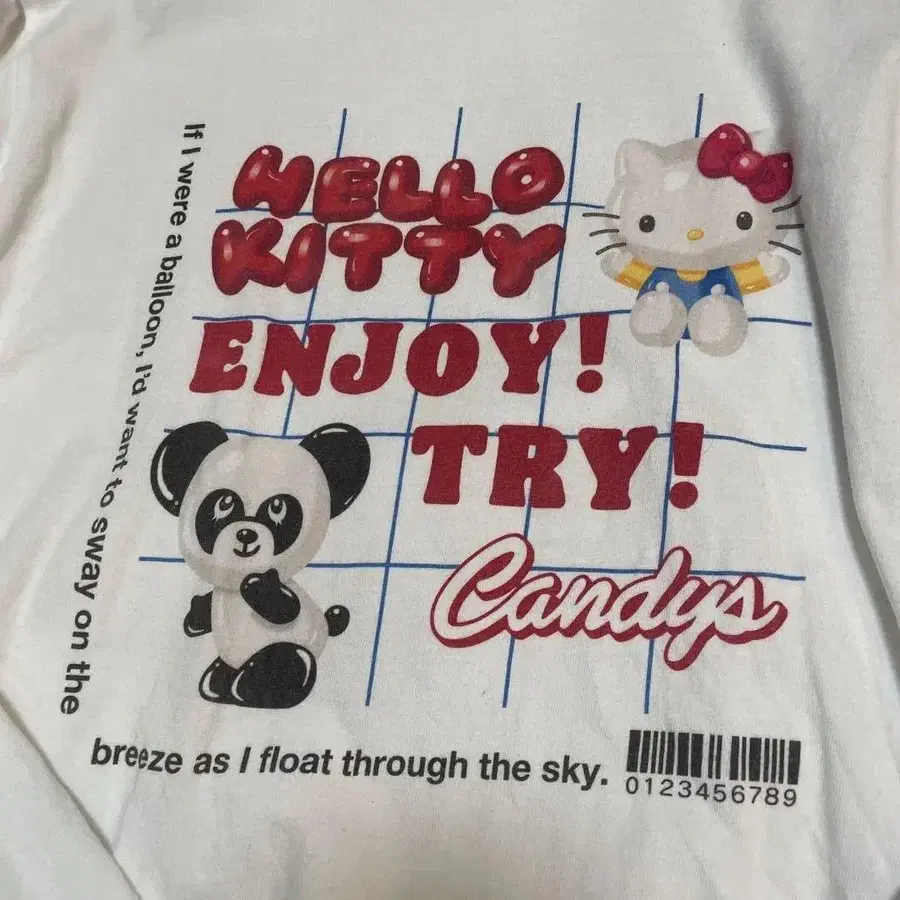 If I were a balloon, I'd want to sway on the
HELLO
KITTY
ENJOY!
TRY!
Candys
breeze as I float through the sky.
0123456789